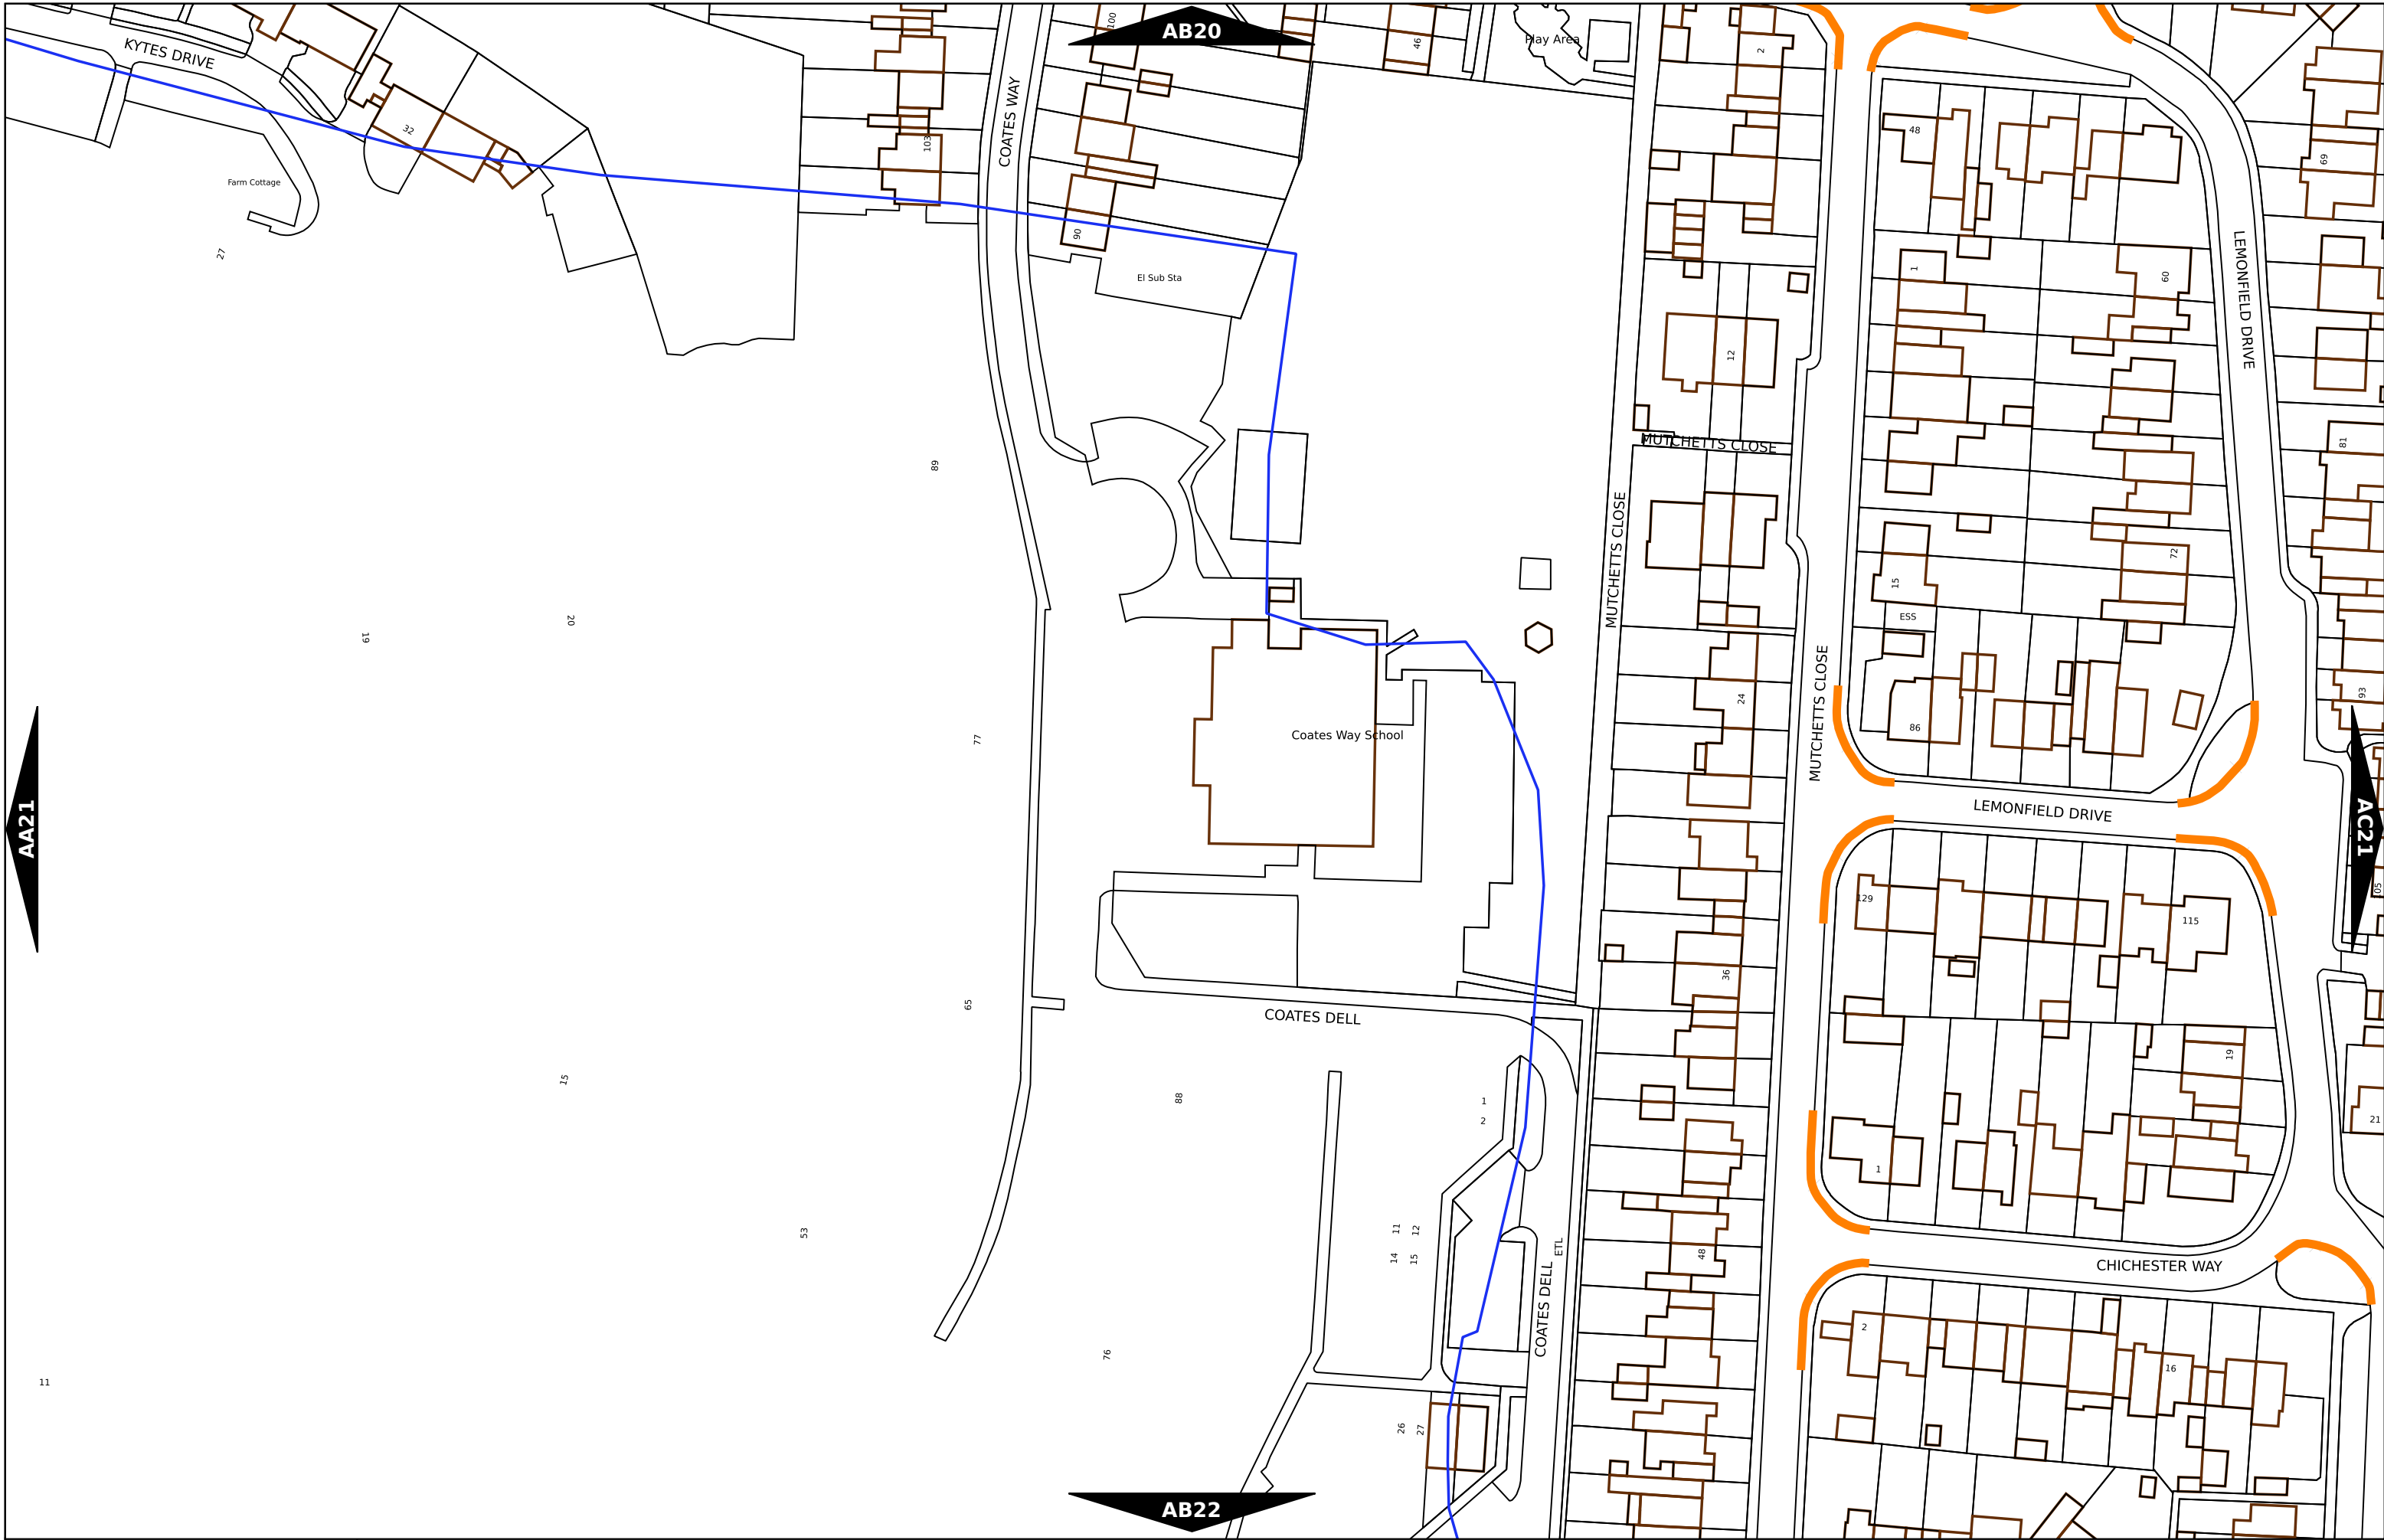 AB20
100
46
Play Area
2
KYTES DRIVE
32
Farm Cottage
27
103
COATES WAY
90
El Sub Sta
48
69
LEMONFIELD DRIVE
1
60
12
MUTCHETTS CLOSE
81
89
MUTCHETTS CLOSE
72
15
ESS
19
20
24
MUTCHETTS CLOSE
86
93
77
Coates Way School
AA21
LEMONFIELD DRIVE
AC21
129
115
05
36
65
COATES DELL
19
15
88
1
2
1
21
53
11
12
14
15
ETL
48
COATES DELL
CHICHESTER WAY
76
2
16
11
26
27
AB22